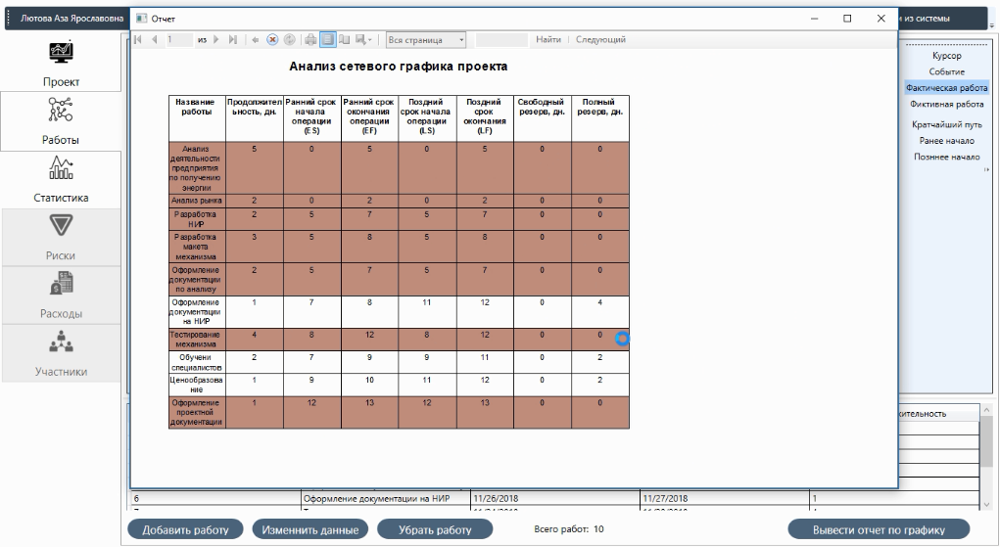 Лютова Аза Ярославовна
Отчет
и из системы
1 из
Вся страница
Найти | Следующий
Проект
Работы
Статистика
Риски
Расходы
Участники
Анализ сетевого графика проекта
Название работы Продолжительность, дн. Ранний срок начала операции (ES) Ранний срок окончания операции (EF) Поздний срок начала операции (LS) Поздний срок окончания (LF) Свободный резерв, дн. Полный резерв, дн.
Анализ деятельности предприятия по получению энергии 5 0 5 0 5 0 0
Анализ рынка 2 0 2 0 2 0 0
Разработка НИР 2 5 7 5 7 0 0
Разработка макета механизма 3 5 8 5 8 0 0
Оформление документации по анализу 2 5 7 5 7 0 0
Оформление документации на НИР 1 7 8 11 12 0 4
Тестирование механизма 4 8 12 8 12 0 0
Обучени специалистов 2 7 9 9 11 0 2
Ценообразование 1 9 10 11 12 0 2
Оформление проектной документации 1 12 13 12 13 0 0
Курсор
Событие
Фактическая работа
Фиктивная работа
Кратчайший путь
Ранее начало
Позннее начало
жительность
6 Оформление документации на НИР 11/26/2018 11/27/2018 1
Добавить работу
Изменнить данные
Убрать работу
Всего работ: 10
Вывести отчет по графику